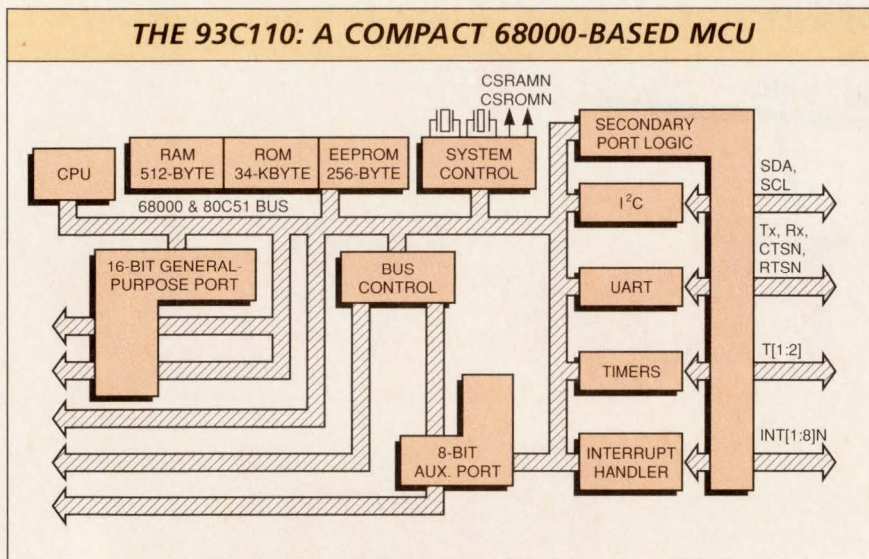 THE 93C110: A COMPACT 68000-BASED MCU
CSRAMN
CSROMN
CPU
RAM
512-BYTE
ROM
34-KBYTE
EEPROM
256-BYTE
SYSTEM
CONTROL
SECONDARY
PORT LOGIC
SDA,
SCL
68000 & 80C51 BUS
I²C
Tx, Rx,
CTSN,
RTSN
16-BIT GENERAL-
PURPOSE PORT
BUS
CONTROL
UART
T[1:2]
TIMERS
INT[1:8]N
8-BIT
AUX. PORT
INTERRUPT
HANDLER